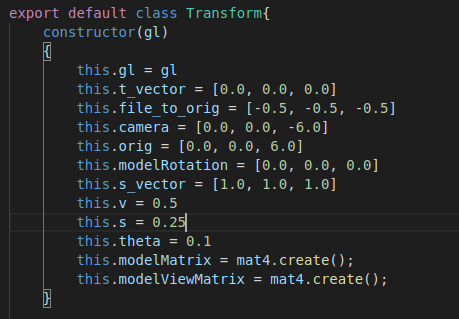 export default class Transform{
constructor(gl)
{
this.gl = gl
this.t_vector = [0.0, 0.0, 0.0]
this.file_to_orig = [-0.5, -0.5, -0.5]
this.camera = [0.0, 0.0, -6.0]
this.orig = [0.0, 0.0, 6.0]
this.modelRotation = [0.0, 0.0, 0.0]
this.s_vector = [1.0, 1.0, 1.0]
this.v = 0.5
this.s = 0.25
this.theta = 0.1
this.modelMatrix = mat4.create();
this.modelViewMatrix = mat4.create();
}